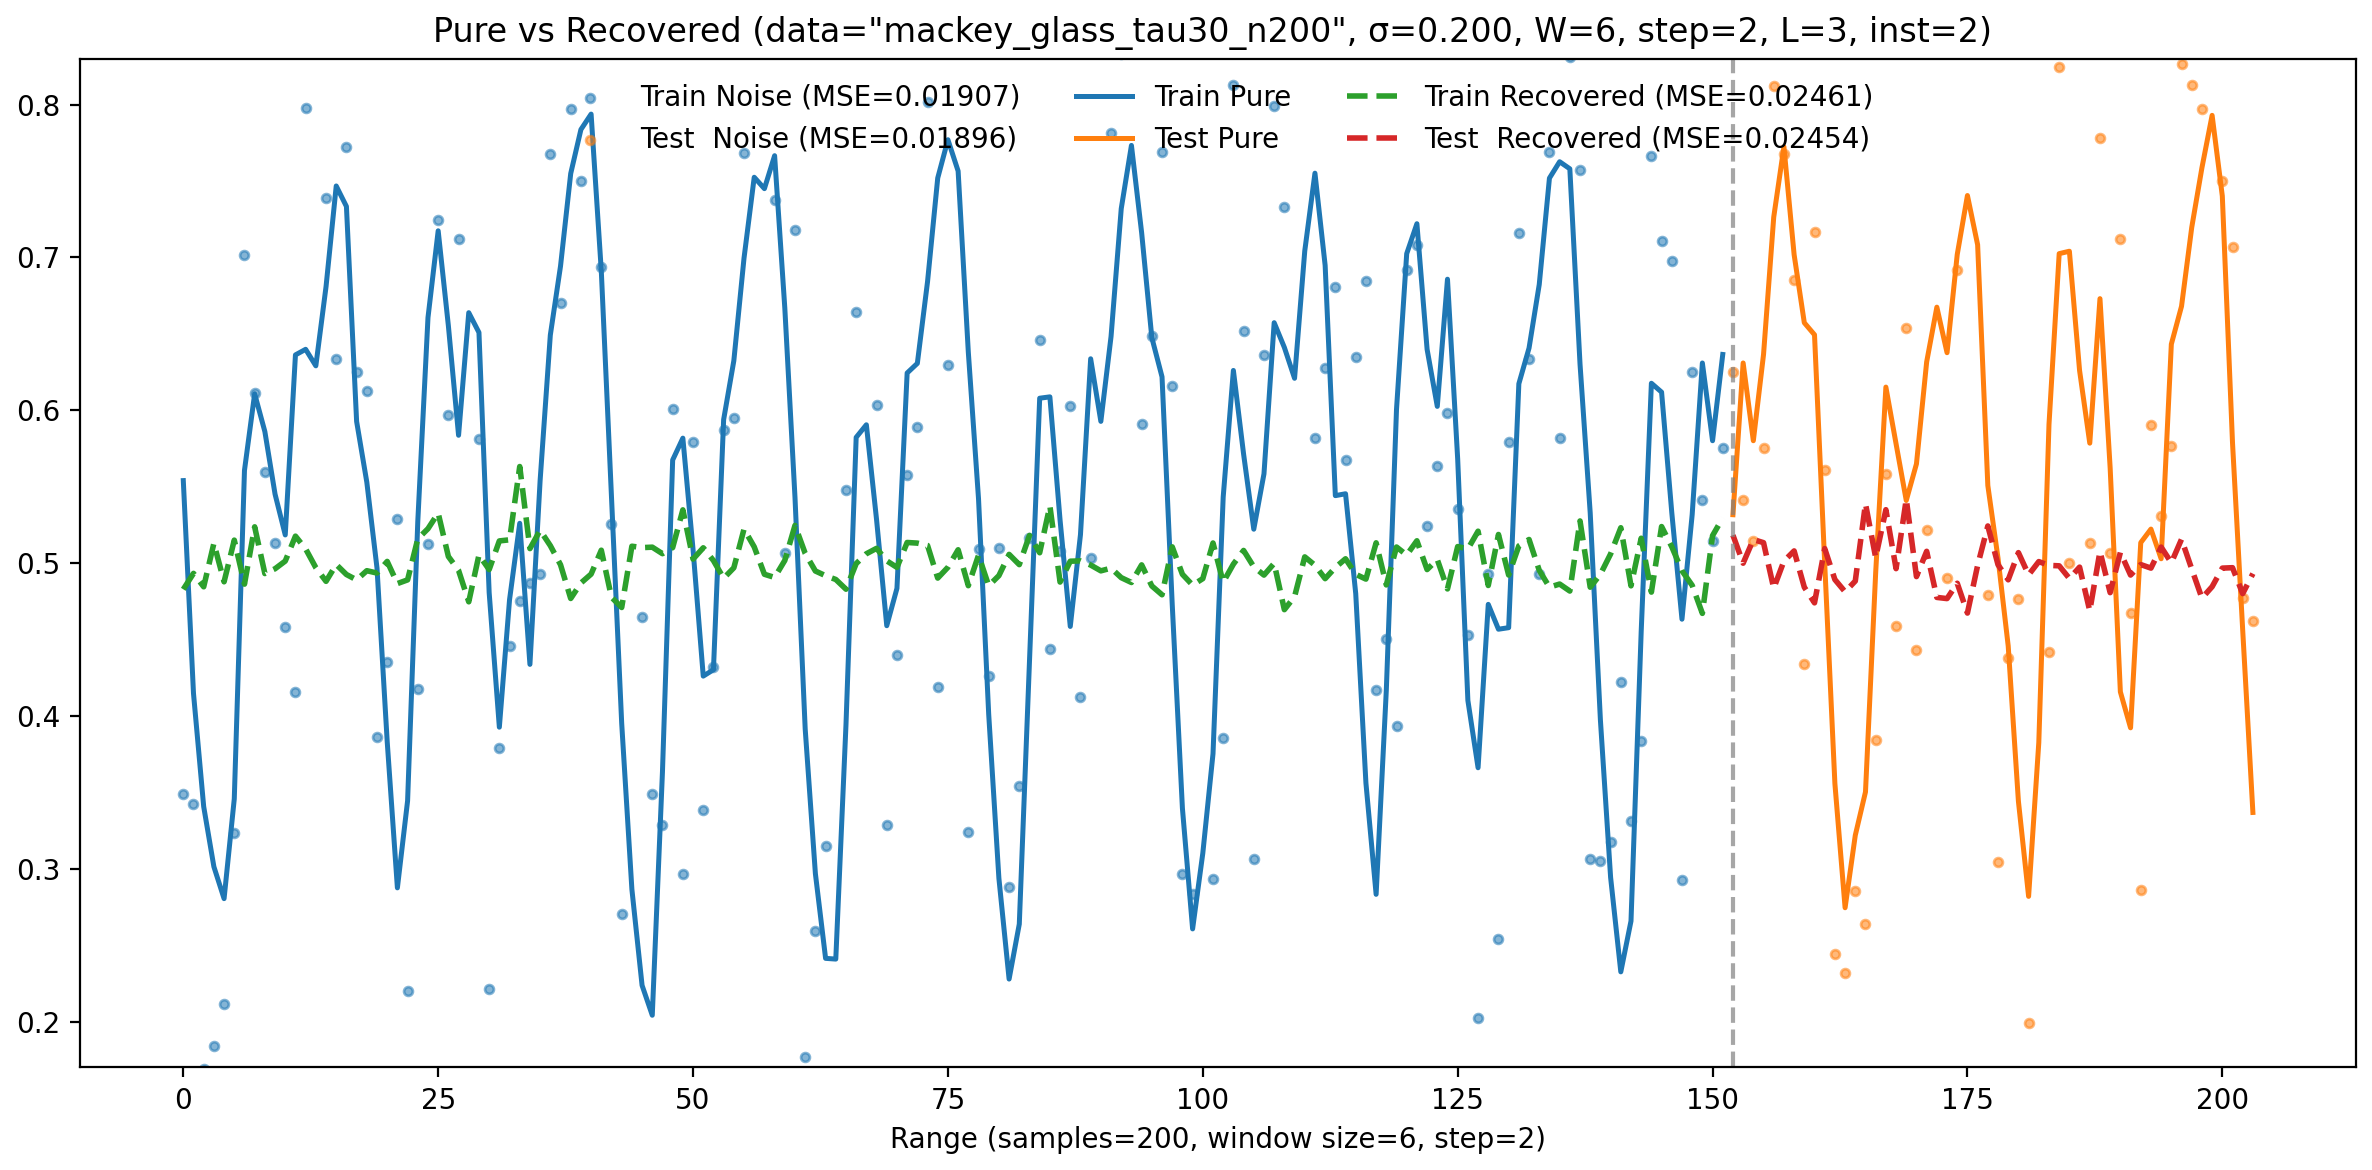 Pure vs Recovered (data="mackey_glass_tau30_n200", σ=0.200, W=6, step=2, L=3, inst=2)
Train Noise (MSE=0.01907) Train Pure Train Recovered (MSE=0.02461)
Test  Noise (MSE=0.01896) Test Pure Test  Recovered (MSE=0.02454)
0.8
0.7
0.6
0.5
0.4
0.3
0.2
0 25 50 75 100 125 150 175 200
Range (samples=200, window size=6, step=2)